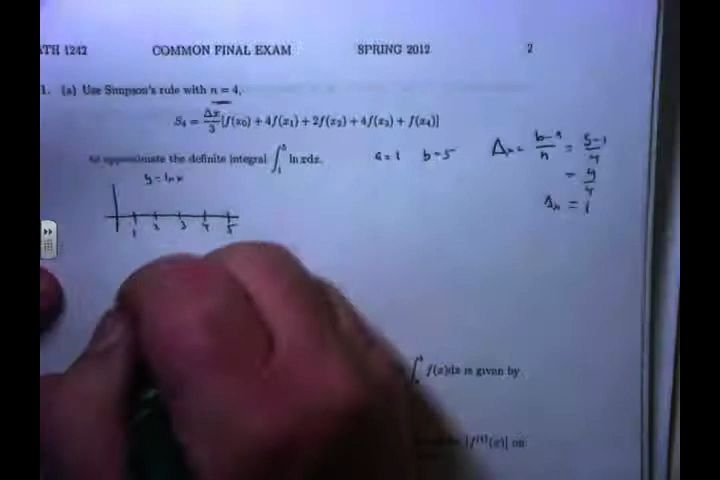 TH 1242 COMMON FINAL EXAM SPRING 2012 2
1. (a) Use Simpson's rule with n = 4,
S₄ = Δx/3 [f(x₀) + 4f(x₁) + 2f(x₂) + 4f(x₃) + f(x₄)]
to approximate the definite integral ∫₁⁵ ln x dx.
a=1 b=5
Δx = b-a/n = 5-1/4
= 4/4
Δx = 1
y = ln x
1 2 3 4 5
f(x)dx is given by
|f⁽⁴⁾(x)| on